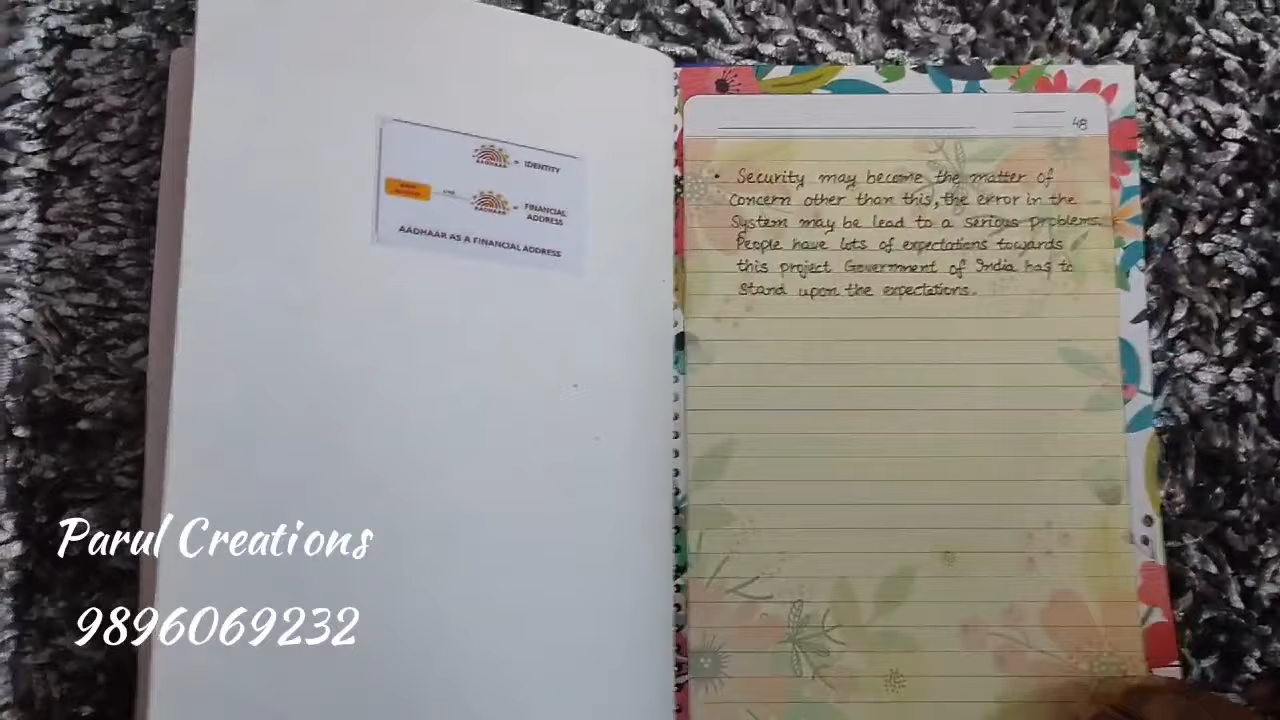 AADHAAR
= IDENTITY
LINK
AADHAAR
= FINANCIAL
ADDRESS
AADHAAR AS A FINANCIAL ADDRESS
48
• Security may become the matter of
Concern other than this, the error in the
System may be lead to a serious problems.
People have lots of expectations towards
this project Government of India has to
Stand upon the expectations.
Parul Creations
9896069232